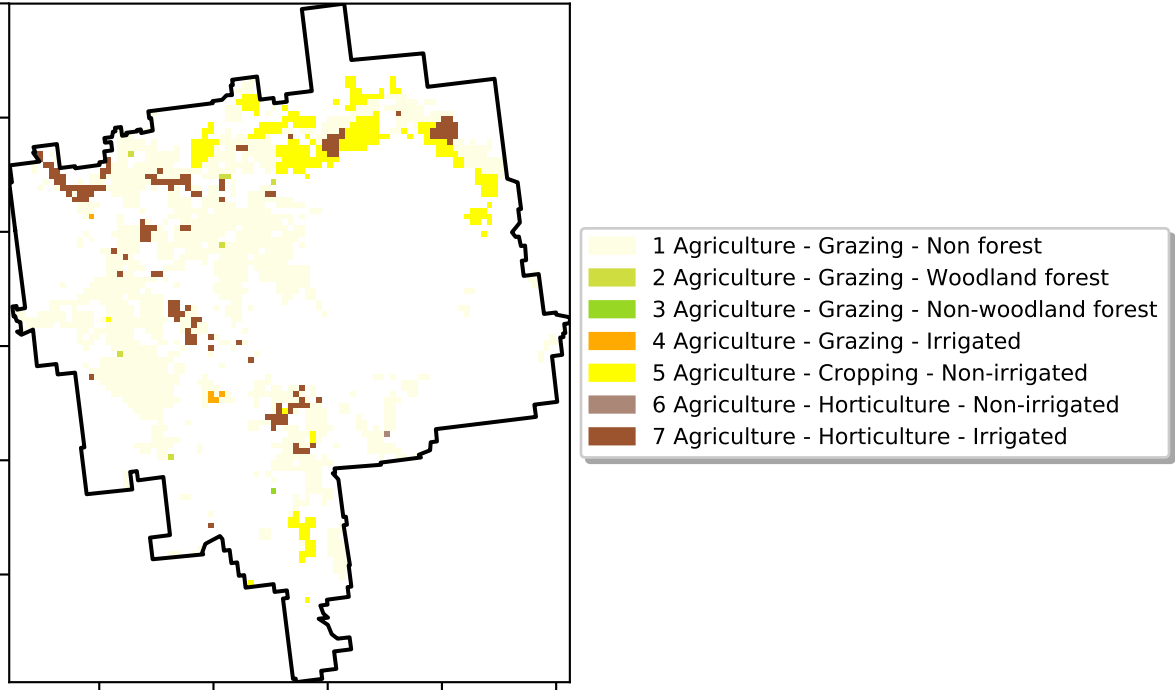 1 Agriculture - Grazing - Non forest
2 Agriculture - Grazing - Woodland forest
3 Agriculture - Grazing - Non-woodland forest
4 Agriculture - Grazing - Irrigated
5 Agriculture - Cropping - Non-irrigated
6 Agriculture - Horticulture - Non-irrigated
7 Agriculture - Horticulture - Irrigated